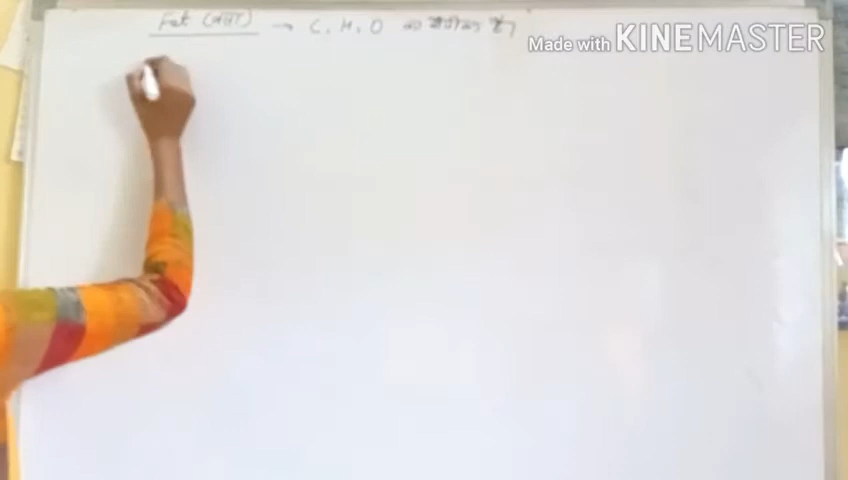 Fat (वसा) → C, H, O का यौगिक है।
Made with KINEMASTER